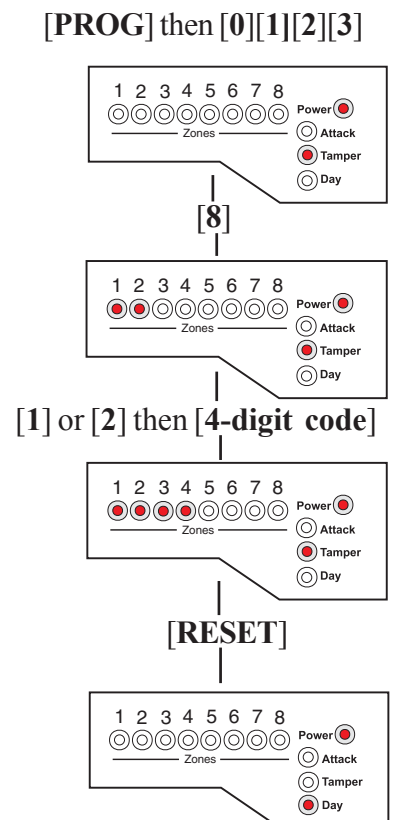 [PROG] then [0][1][2][3]
1 2 3 4 5 6 7 8
Power
Attack
Zones
Tamper
Day
[8]
1 2 3 4 5 6 7 8
Power
Attack
Zones
Tamper
Day
[1] or [2] then [4-digit code]
1 2 3 4 5 6 7 8
Power
Attack
Zones
Tamper
Day
[RESET]
1 2 3 4 5 6 7 8
Power
Attack
Zones
Tamper
Day